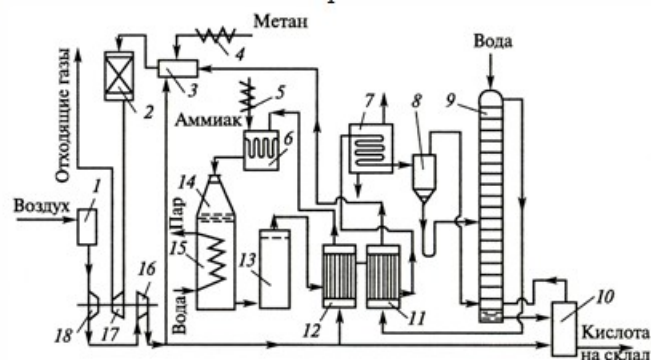 Метан
Вода
4
3
2
5
Аммиак
6
7
8
9
Отходящие газы
Воздух
1
14
Пар
15
13
16
Вода
12
11
10
18
17
Кислота
на склад